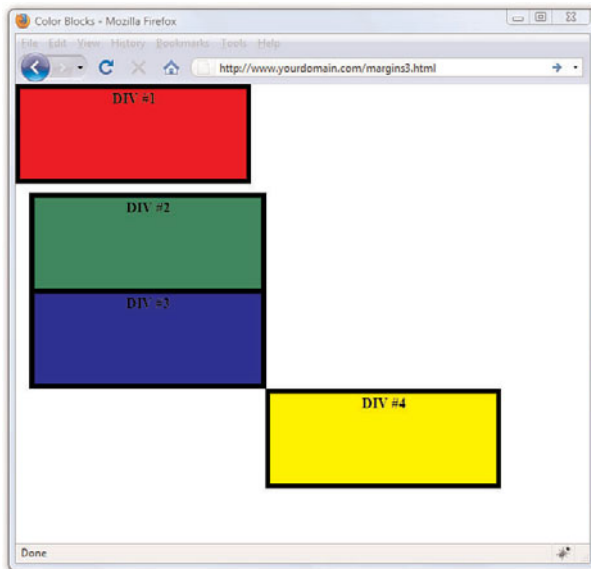 Color Blocks - Mozilla Firefox
File Edit View History Bookmarks Tools Help
http://www.yourdomain.com/margins3.html
DIV #1
DIV #2
DIV #3
DIV #4
Done